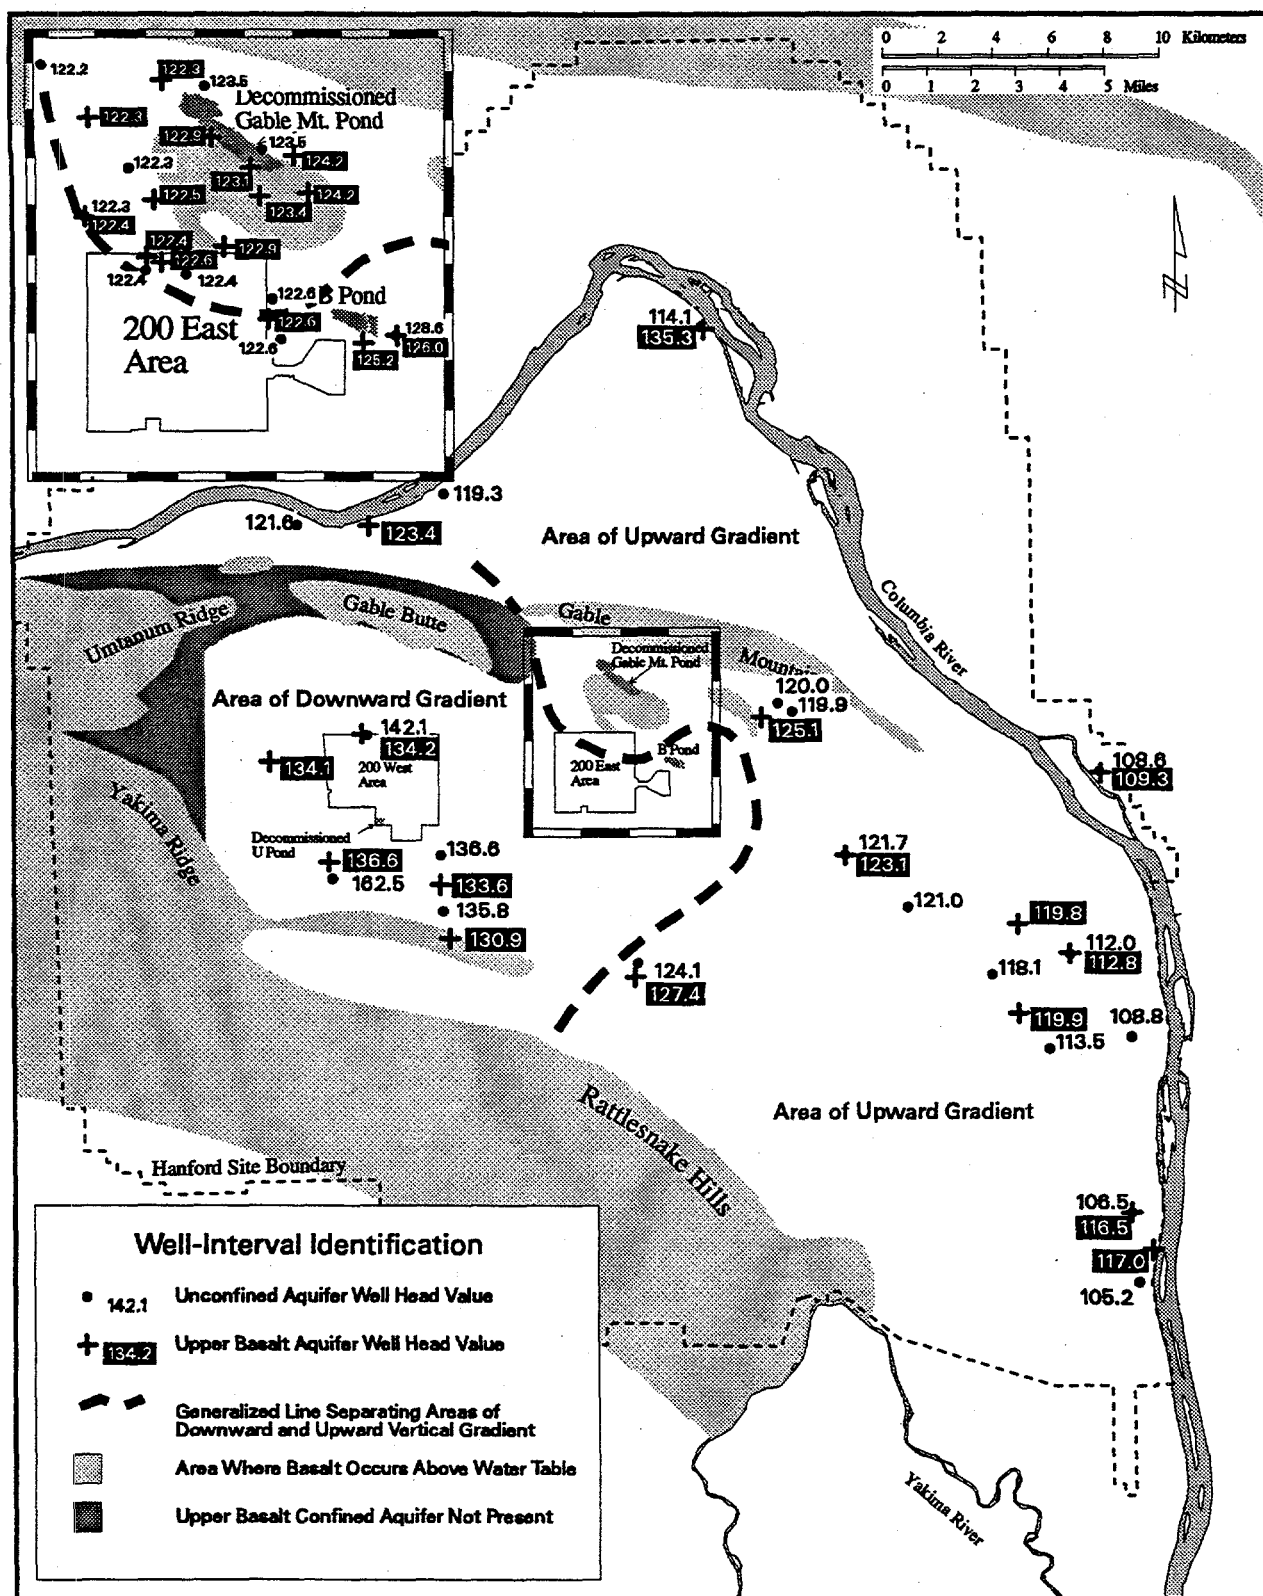 0 2 4 6 8 10 Kilometers
0 1 2 3 4 5 Miles
122.2
122.3
123.5
Decommissioned
Gable Mt. Pond
122.3
122.9
123.5
124.2
122.3
123.1
122.5
124.2
123.4
122.3
122.4
122.4
122.9
122.6
122.4
122.4
122.6
B Pond
122.6
200 East
Area
122.6
128.6
126.0
125.2
114.1
135.3
119.3
121.6
123.4
Area of Upward Gradient
Columbia River
Umtanum Ridge
Gable Butte
Gable
Mountain
Decommissioned
Gable Mt. Pond
Area of Downward Gradient
120.0
119.9
125.1
142.1
134.2
134.1
200 West
Area
B Pond
200 East
Area
108.6
109.3
Yakima Ridge
Decommissioned
U Pond
136.6
136.6
162.5
133.6
135.8
130.9
121.7
123.1
121.0
119.8
112.0
112.8
118.1
124.1
127.4
119.9
108.8
113.5
Area of Upward Gradient
Rattlesnake Hills
Hanford Site Boundary
106.5
116.5
117.0
105.2
Yakima River
Well-Interval Identification
142.1 Unconfined Aquifer Well Head Value
134.2 Upper Basalt Aquifer Well Head Value
Generalized Line Separating Areas of
Downward and Upward Vertical Gradient
Area Where Basalt Occurs Above Water Table
Upper Basalt Confined Aquifer Not Present